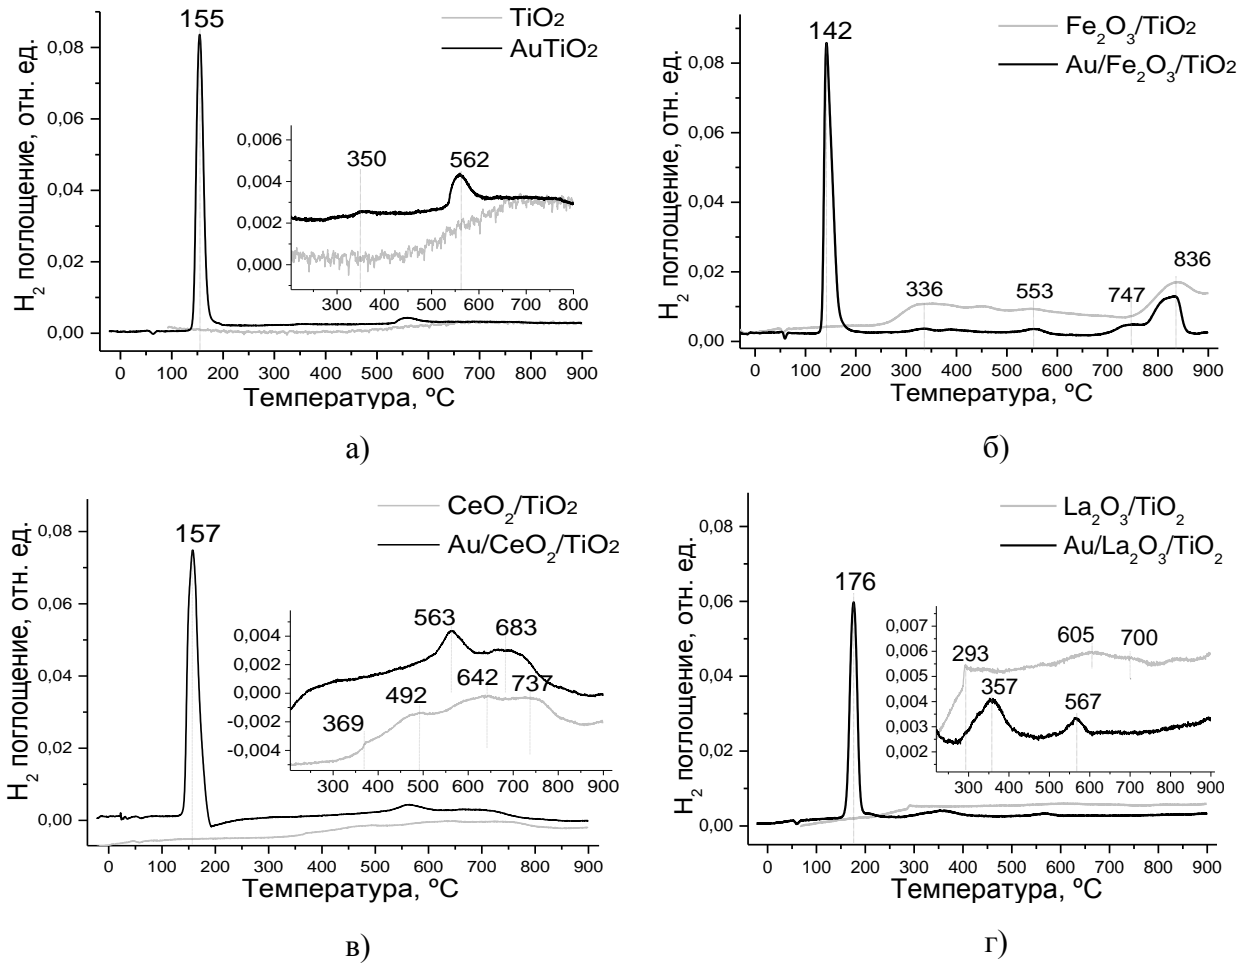 155
TiO2
AuTiO2
H2 поглощение, отн. ед.
0,08
0,06
0,04
0,02
0,00
0,006
0,004
0,002
0,000
350
562
300 400 500 600 700 800
0 100 200 300 400 500 600 700 800 900
Температура, ºC
а)
142
Fe2O3/TiO2
Au/Fe2O3/TiO2
H2 поглощение, отн. ед.
0,08
0,06
0,04
0,02
0,00
336
553
747
836
0 100 200 300 400 500 600 700 800 900
Температура, ºC
б)
157
CeO2/TiO2
Au/CeO2/TiO2
H2 поглощение, отн. ед.
0,08
0,06
0,04
0,02
0,00
0,004
0,002
0,000
-0,002
-0,004
563
683
369
492
642
737
300 400 500 600 700 800 900
0 100 200 300 400 500 600 700 800 900
Температура, ºC
в)
176
La2O3/TiO2
Au/La2O3/TiO2
H2 поглощение, отн. ед.
0,08
0,06
0,04
0,02
0,00
0,007
0,006
0,005
0,004
0,003
0,002
293
605
700
357
567
300 400 500 600 700 800 900
0 100 200 300 400 500 600 700 800 900
Температура, ºC
г)